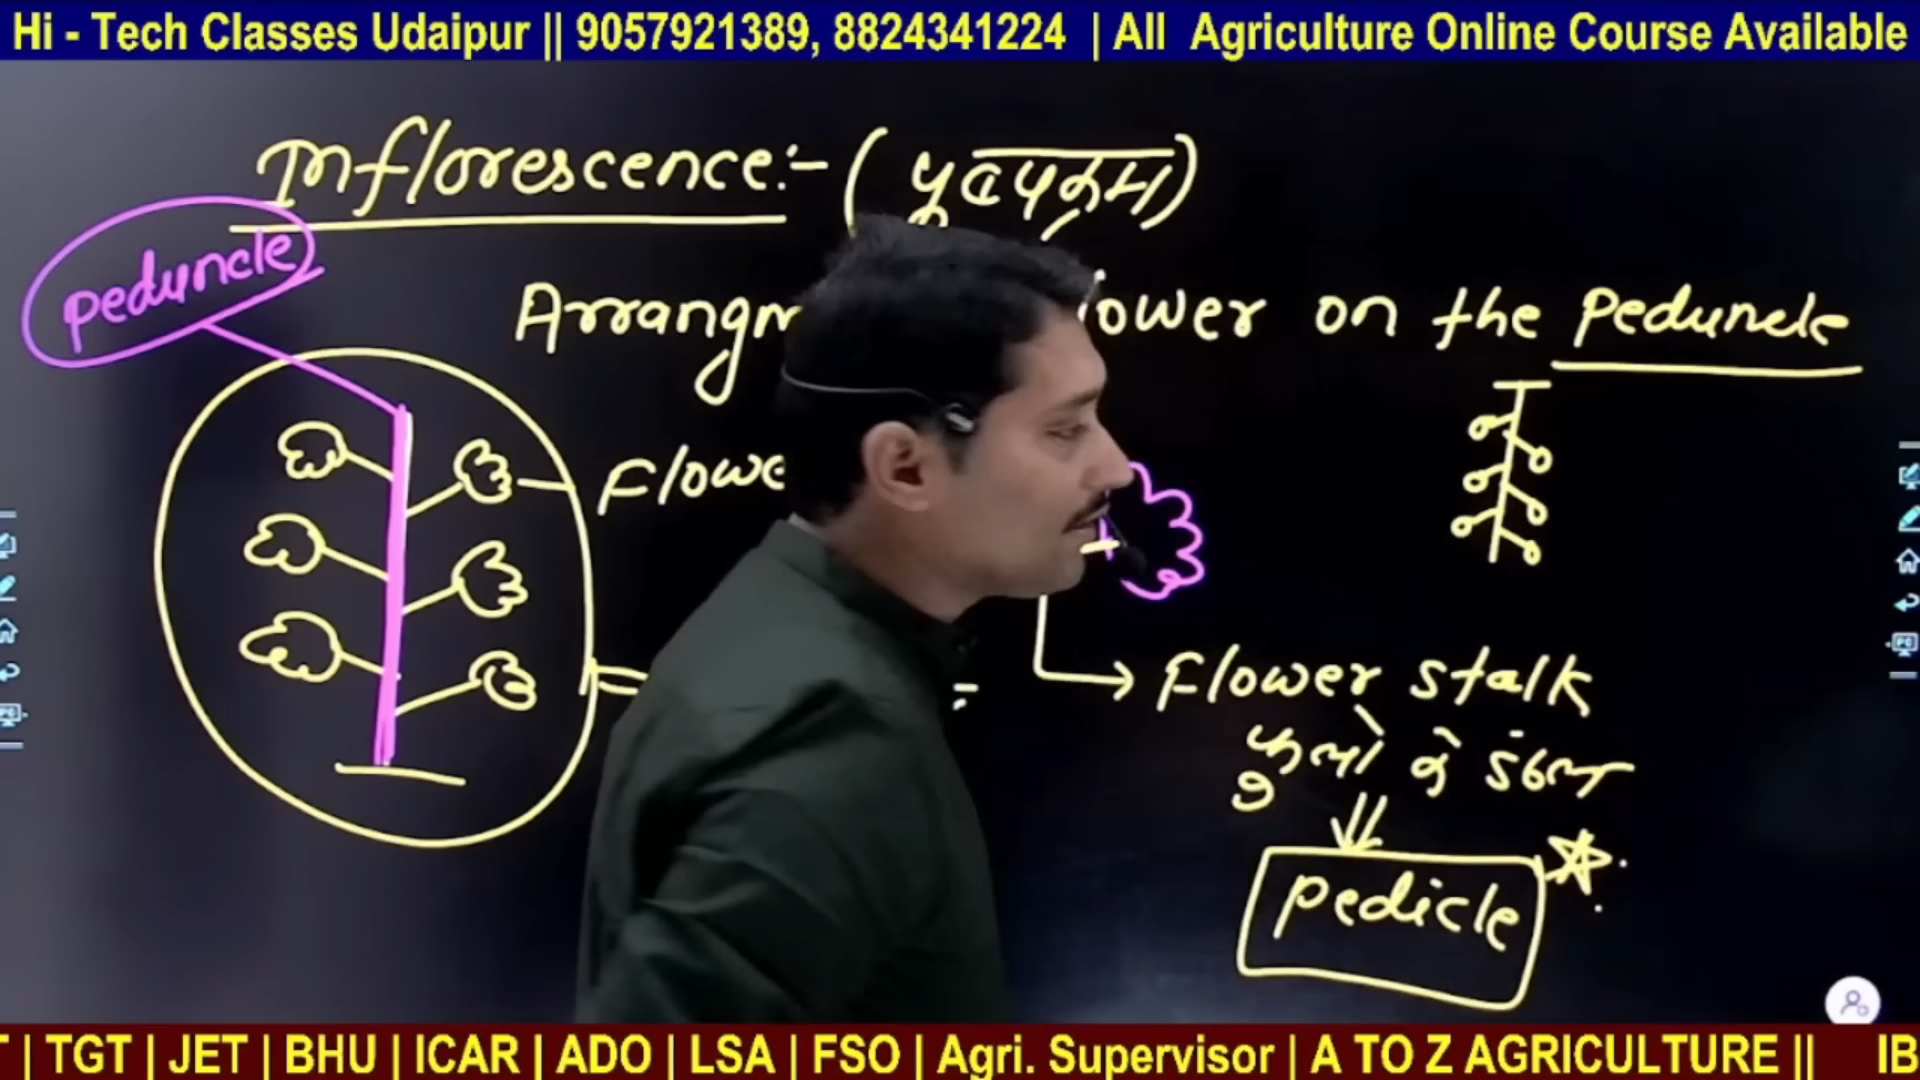 Hi - Tech Classes Udaipur || 9057921389, 8824341224 | All Agriculture Online Course Available
Inflorescence:- (पुष्पक्रम)
peduncle
Arrangm lower on the Peduncle
Flowe
Flower stalk
फुलो के डंठल
pedicle
T | TGT | JET | BHU | ICAR | ADO | LSA | FSO | Agri. Supervisor | A TO Z AGRICULTURE || IB